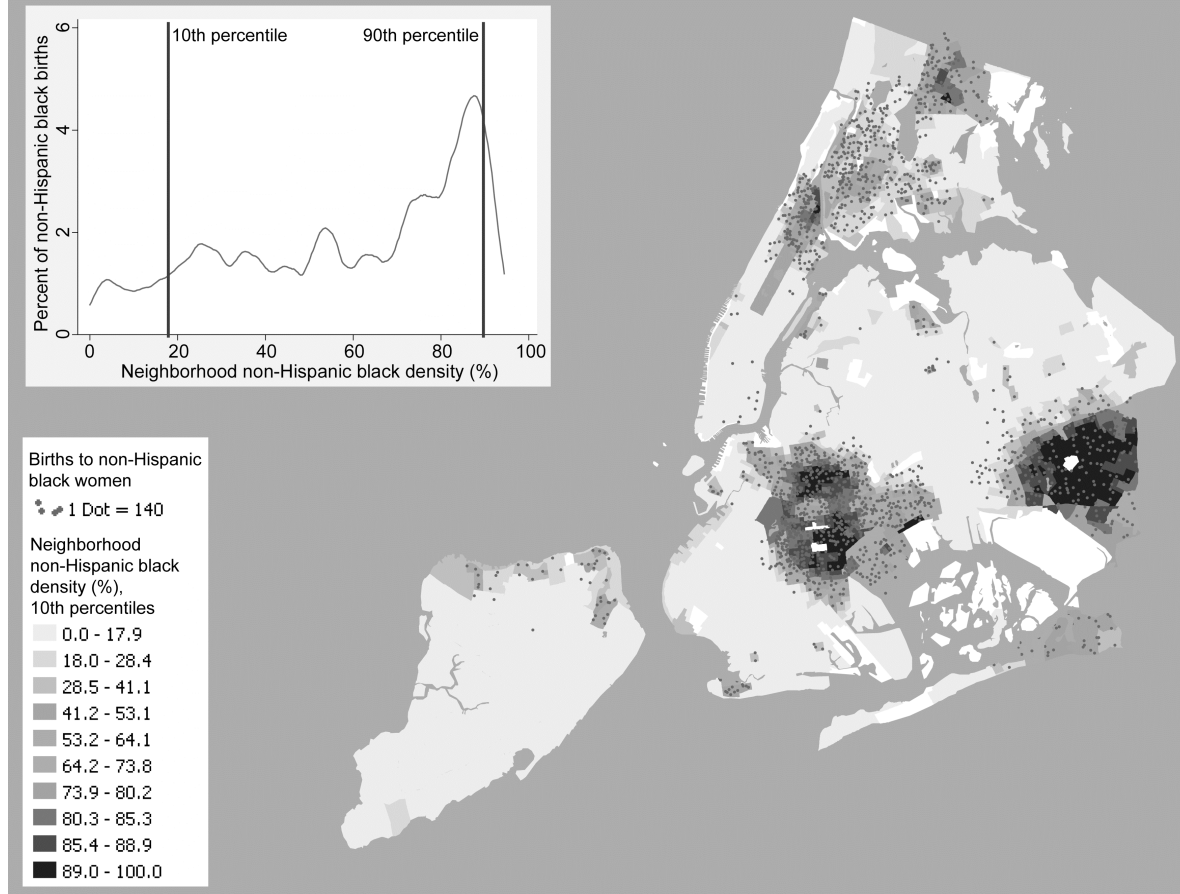 Percent of non-Hispanic black births
6
4
2
0
10th percentile
90th percentile
0 20 40 60 80 100
Neighborhood non-Hispanic black density (%)
Births to non-Hispanic
black women
1 Dot = 140
Neighborhood
non-Hispanic black
density (%),
10th percentiles
0.0 - 17.9
18.0 - 28.4
28.5 - 41.1
41.2 - 53.1
53.2 - 64.1
64.2 - 73.8
73.9 - 80.2
80.3 - 85.3
85.4 - 88.9
89.0 - 100.0